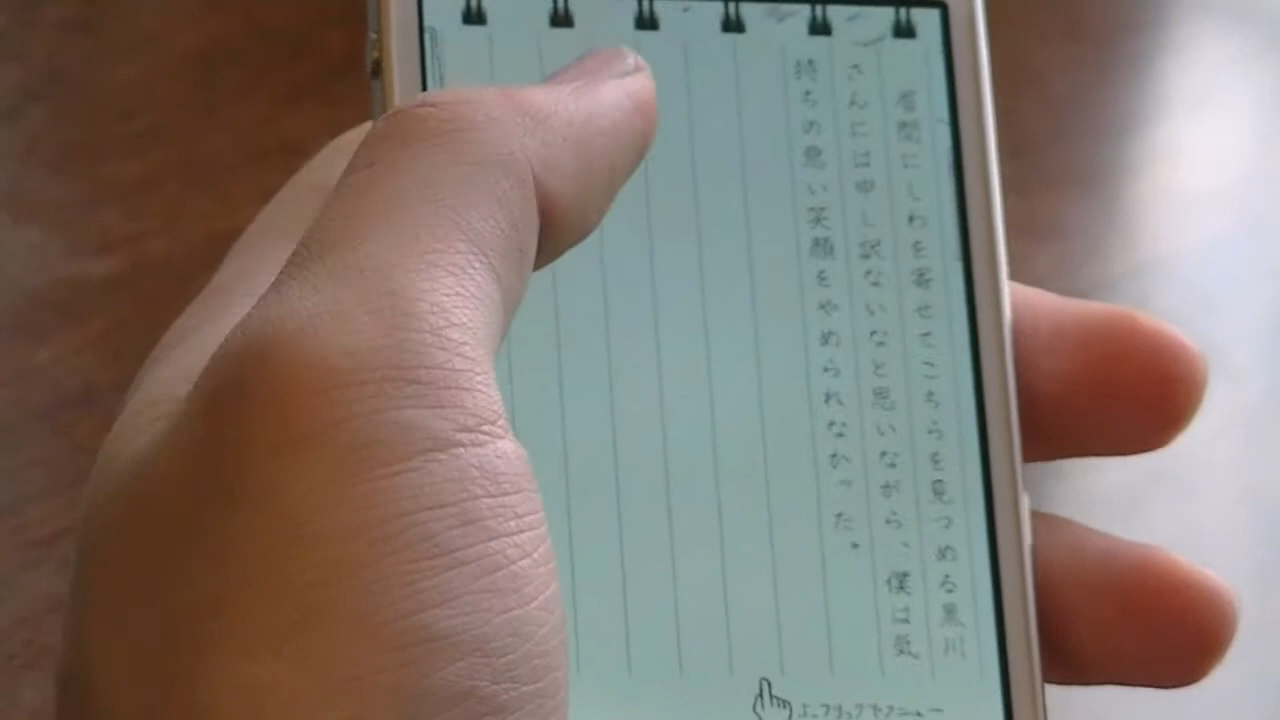 眉間にしわを寄せてこちらを見つめる黒川
さんには申し訳ないなと思いながら、僕は気
持ちの悪い笑顔をやめられなかった。